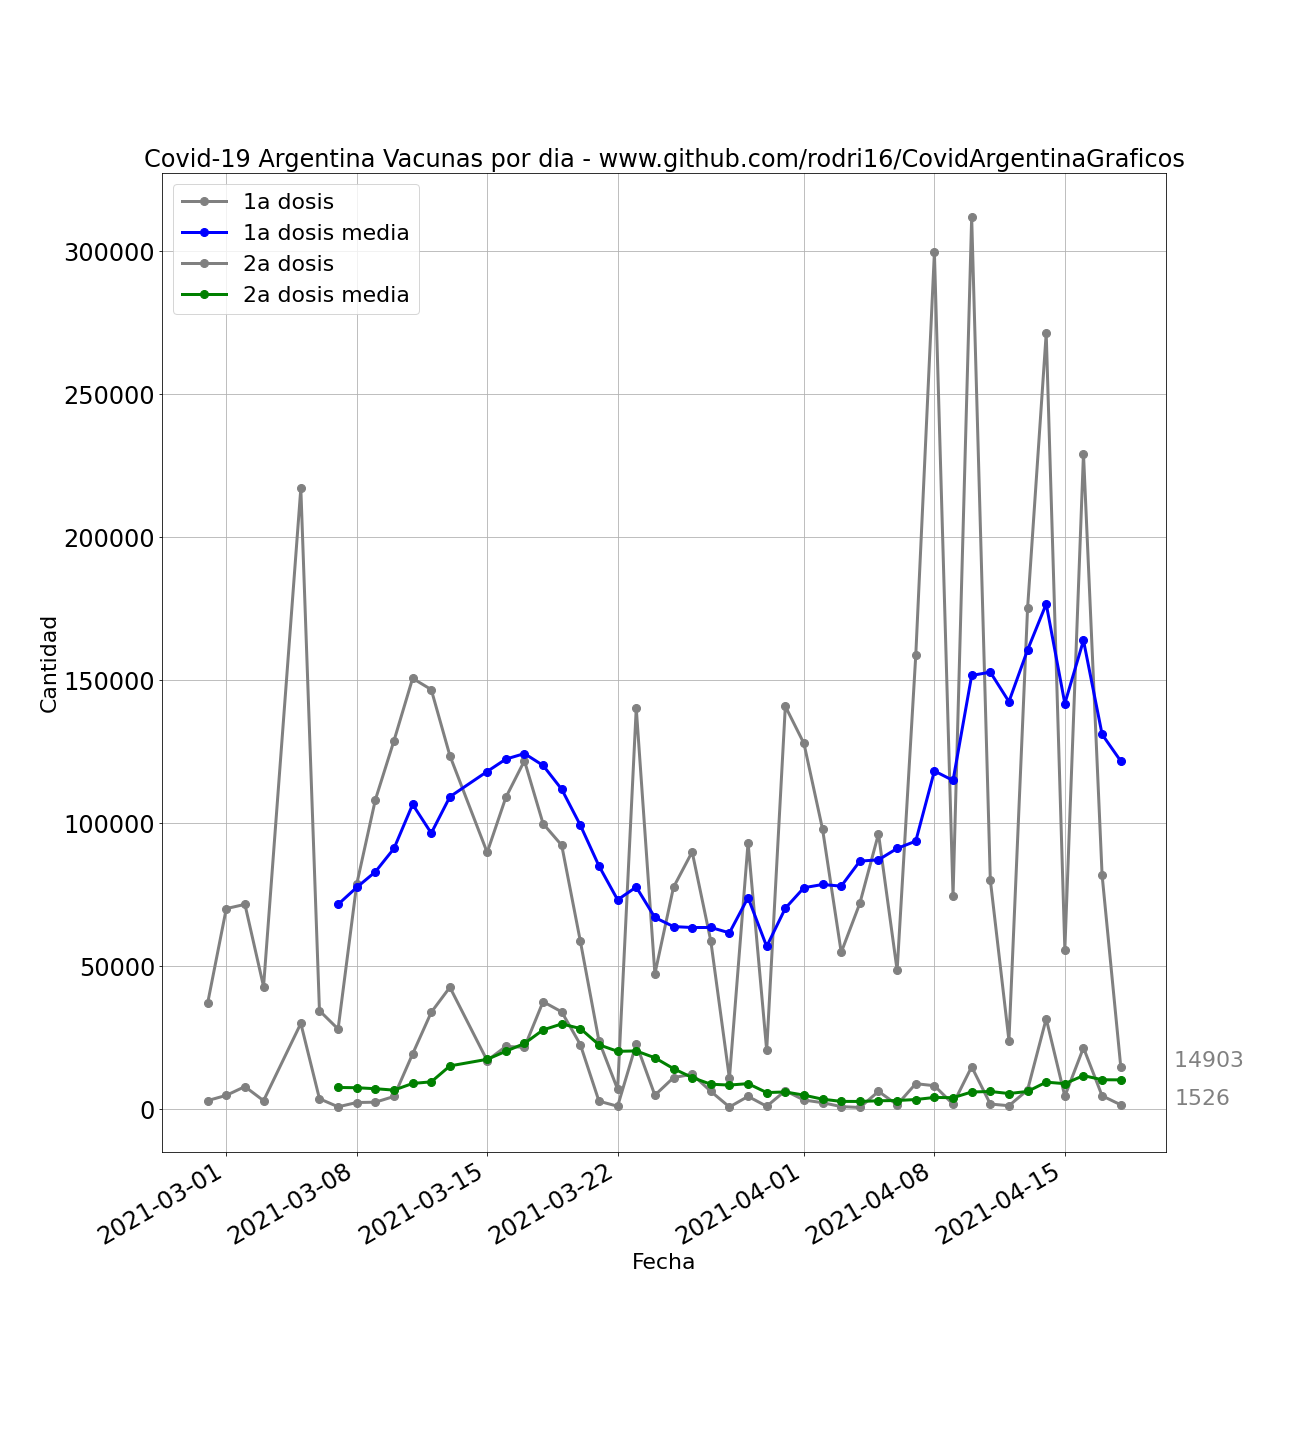 Covid-19 Argentina Vacunas por dia - www.github.com/rodri16/CovidArgentinaGraficos
1a dosis
1a dosis media
2a dosis
2a dosis media
300000
250000
200000
150000
100000
50000
0
Cantidad
14903
1526
2021-03-01
2021-03-08
2021-03-15
2021-03-22
2021-04-01
2021-04-08
2021-04-15
Fecha